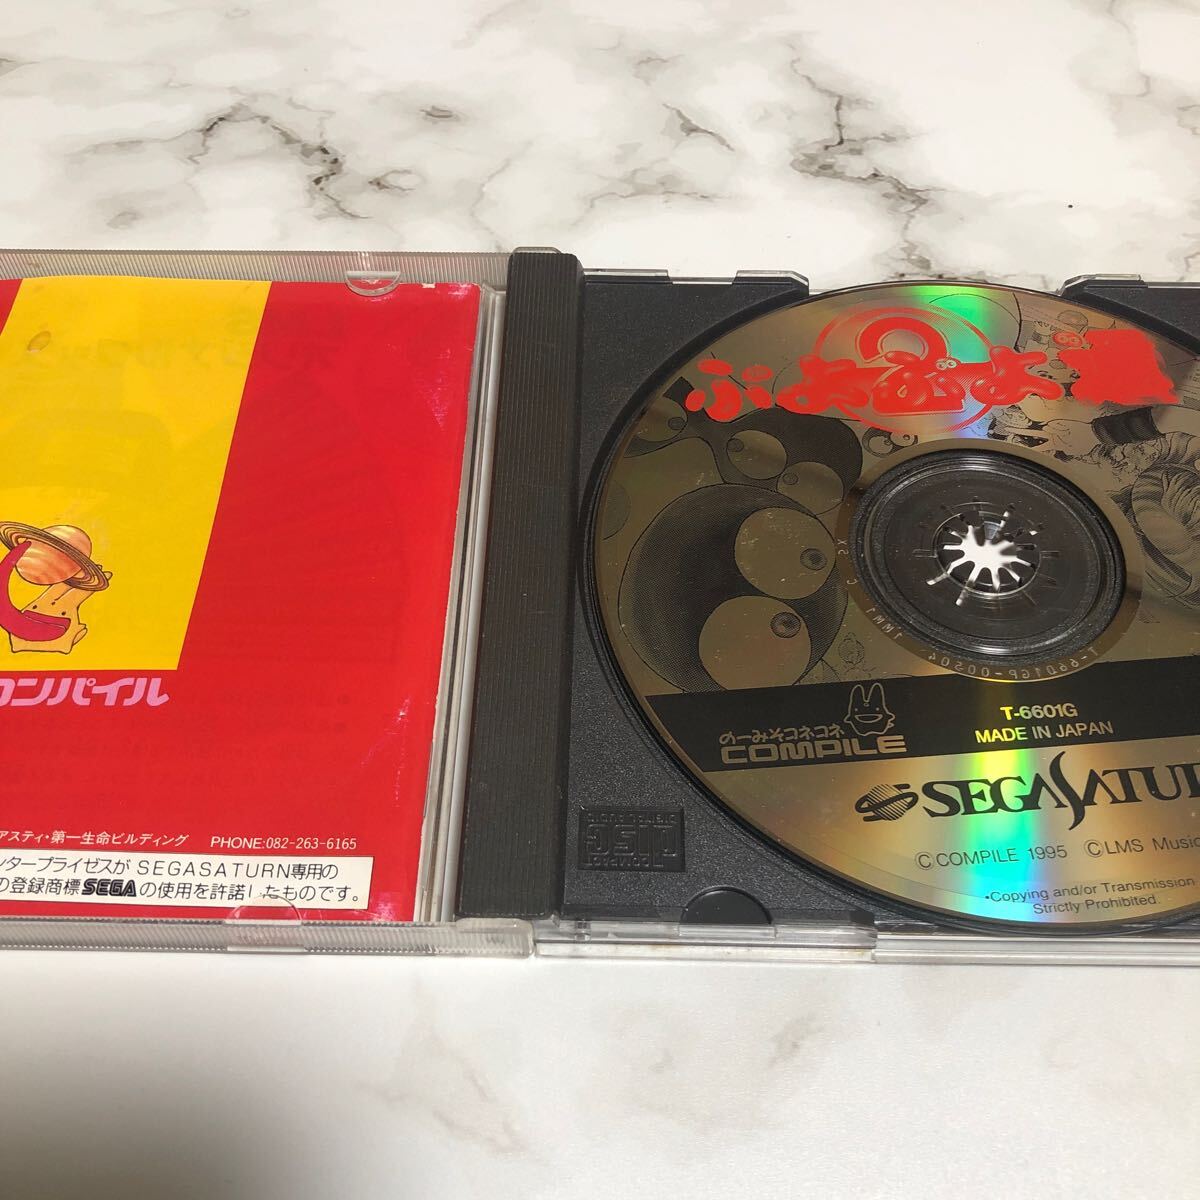 コンパイル
アスティ・第一生命ビルディング PHONE:082-263-6165
ンタープライゼスが SEGASATURN専用の
の登録商標SEGAの使用を許諾したものです。
ぷよぷよ通
めーみそコネコネ
COMPILE
T-6601G
MADE IN JAPAN
SEGASATUR
©COMPILE 1995 ©LMS Music
•Copying and/or Transmission
Strictly Prohibited.